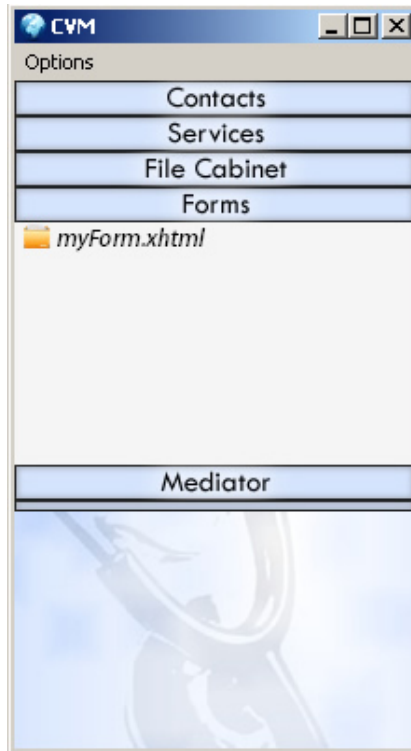 CVM
Options
Contacts
Services
File Cabinet
Forms
myForm.xhtml
Mediator